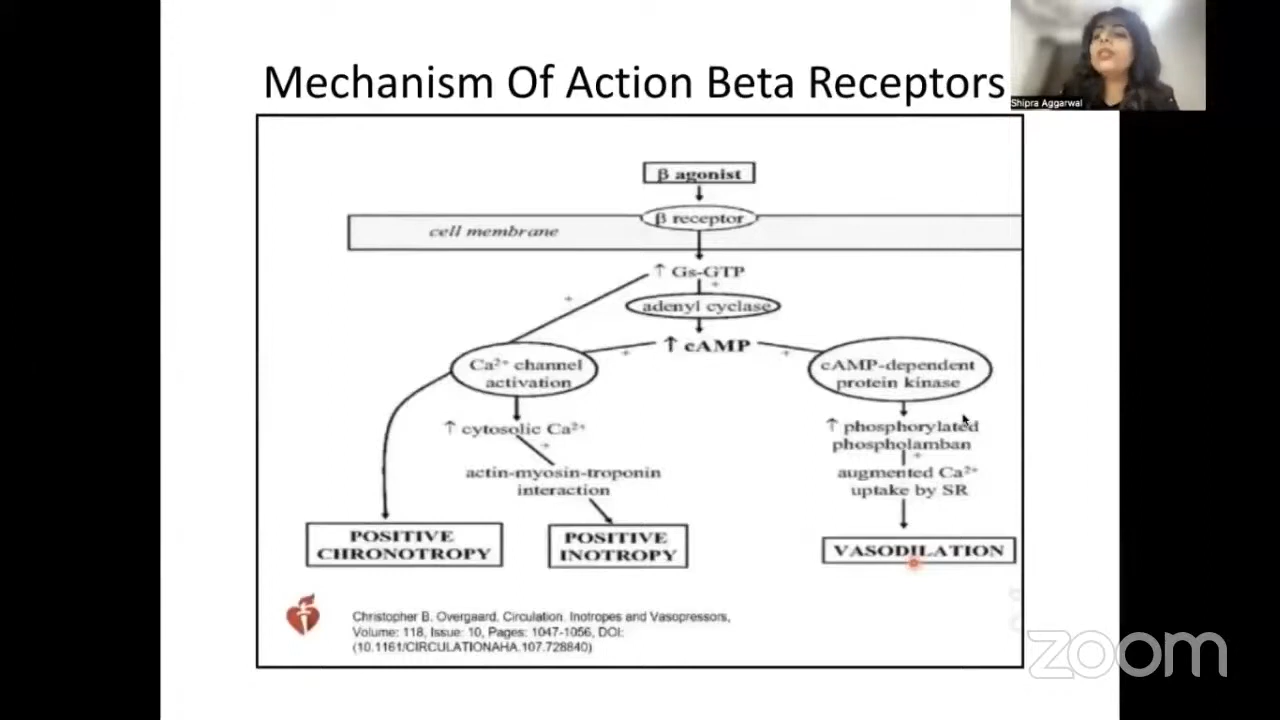 Mechanism Of Action Beta Receptors
Shipra Aggarwal
β agonist
β receptor
cell membrane
↑ Gs-GTP
+
+
adenyl cyclase
↑ cAMP
+
+
Ca²⁺ channel
activation
cAMP-dependent
protein kinase
↑ cytosolic Ca²⁺
+
↑ phosphorylated
phospholamban
+
actin-myosin-troponin
interaction
augmented Ca²⁺
uptake by SR
POSITIVE
CHRONOTROPY
POSITIVE
INOTROPY
VASODILATION
Christopher B. Overgaard. Circulation. Inotropes and Vasopressors,
Volume: 118, Issue: 10, Pages: 1047-1056, DOI:
(10.1161/CIRCULATIONAHA.107.728840)
zoom